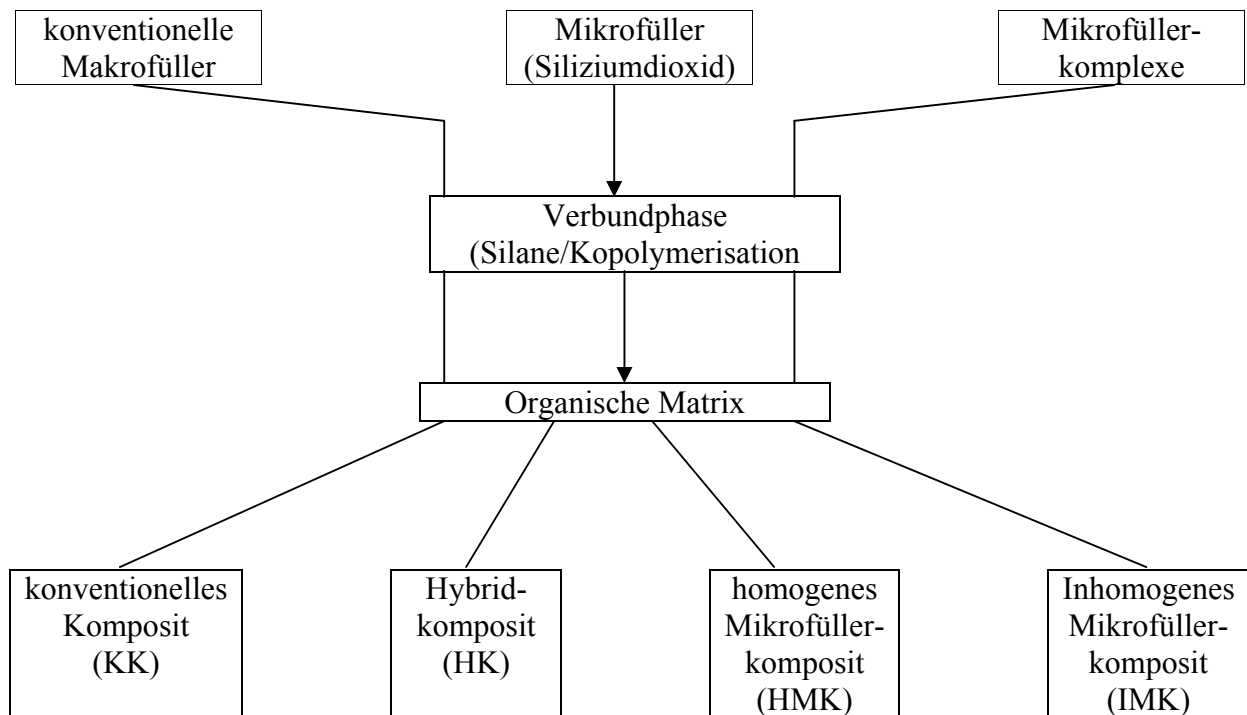 konventionelle
Makrofüller
Mikrofüller
(Siliziumdioxid)
Mikrofüller-
komplexe
Verbundphase
(Silane/Kopolymerisation
Organische Matrix
konventionelles
Komposit
(KK)
Hybrid-
komposit
(HK)
homogenes
Mikrofüller-
komposit
(HMK)
Inhomogenes
Mikrofüller-
komposit
(IMK)